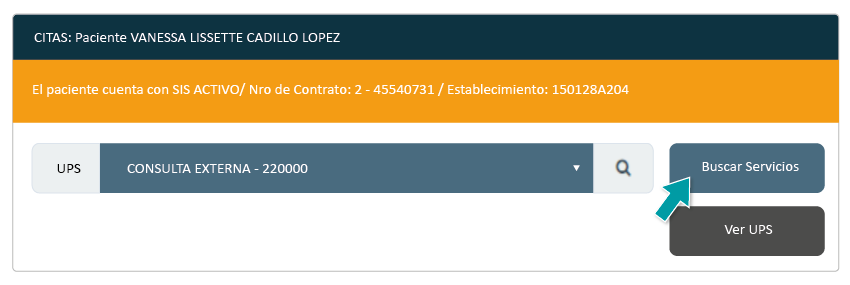 CITAS: Paciente VANESSA LISSETTE CADILLO LOPEZ
El paciente cuenta con SIS ACTIVO/ Nro de Contrato: 2 - 45540731 / Establecimiento: 150128A204
UPS CONSULTA EXTERNA - 220000 Buscar Servicios
Ver UPS